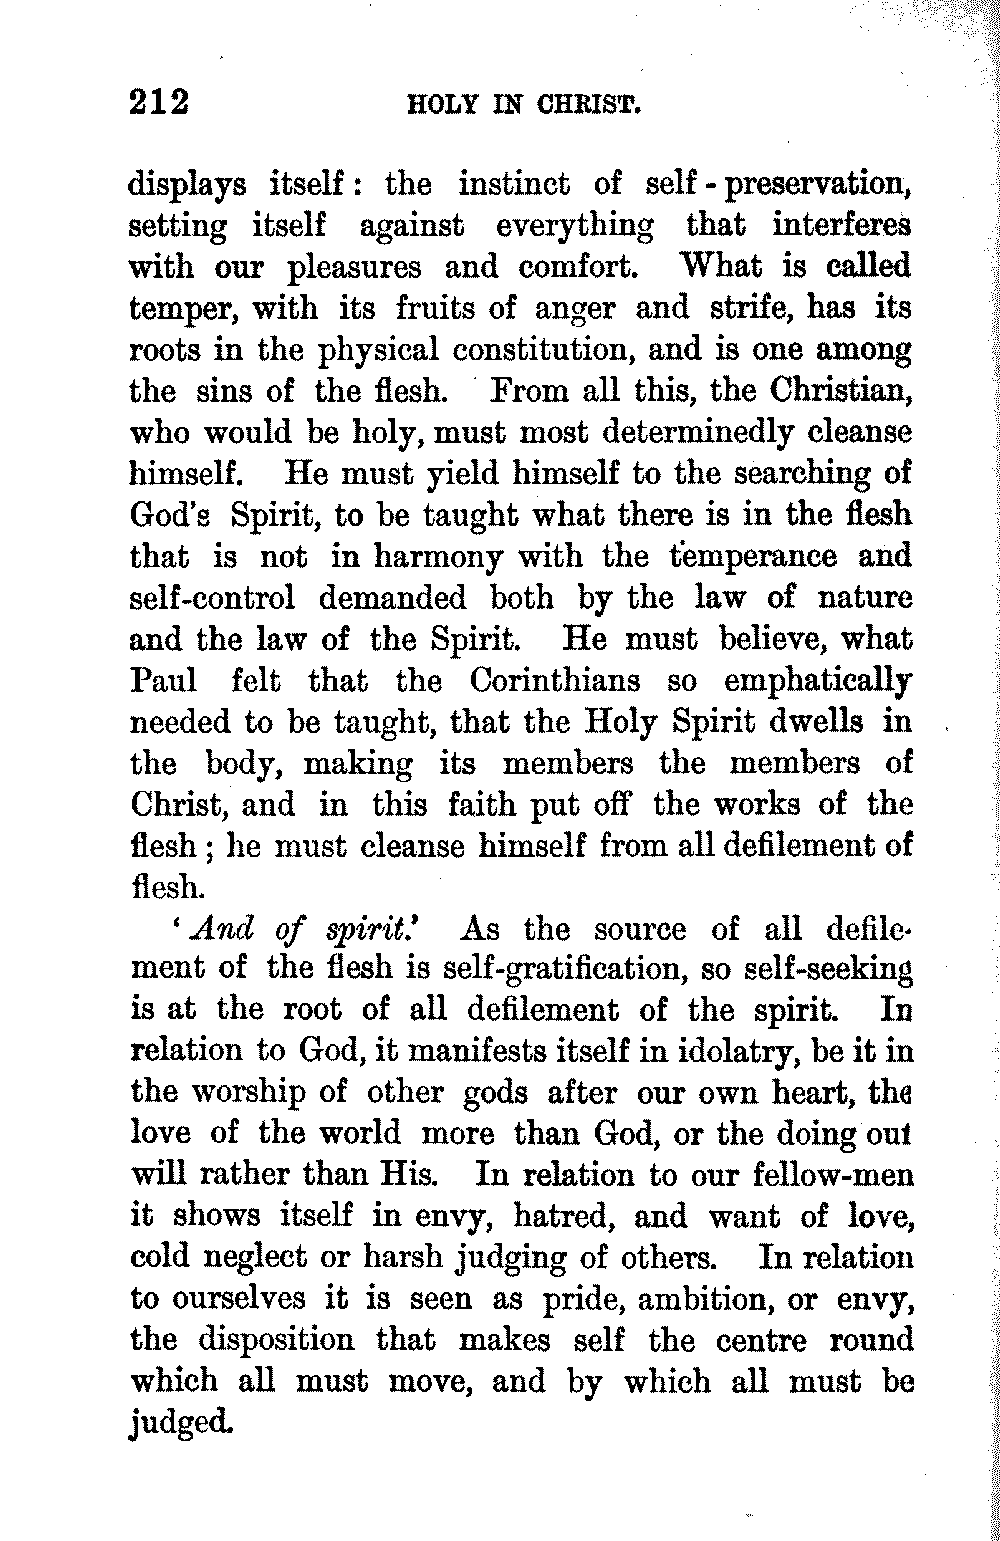 212 HOLY IN CHRIST.
displays itself : the instinct of self - preservation,
setting itself against everything that interferes
with our pleasures and comfort. What is called
temper, with its fruits of anger and strife, has its
roots in the physical constitution, and is one among
the sins of the flesh. From all this, the Christian,
who would be holy, must most determinedly cleanse
himself. He must yield himself to the searching of
God's Spirit, to be taught what there is in the flesh
that is not in harmony with the temperance and
self-control demanded both by the law of nature
and the law of the Spirit. He must believe, what
Paul felt that the Corinthians so emphatically
needed to be taught, that the Holy Spirit dwells in
the body, making its members the members of
Christ, and in this faith put off the works of the
flesh ; he must cleanse himself from all defilement of
flesh.
‘And of spirit.’ As the source of all defile-
ment of the flesh is self-gratification, so self-seeking
is at the root of all defilement of the spirit. In
relation to God, it manifests itself in idolatry, be it in
the worship of other gods after our own heart, the
love of the world more than God, or the doing our
will rather than His. In relation to our fellow-men
it shows itself in envy, hatred, and want of love,
cold neglect or harsh judging of others. In relation
to ourselves it is seen as pride, ambition, or envy,
the disposition that makes self the centre round
which all must move, and by which all must be
judged.